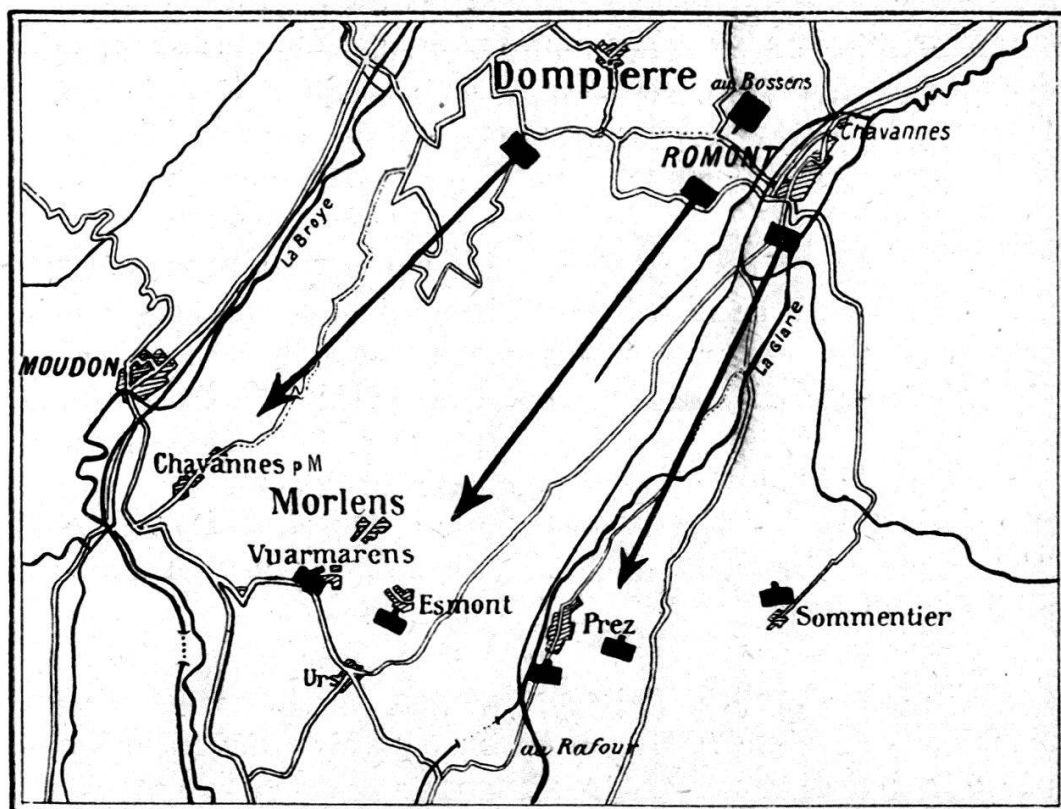 Dompierre au Bossens
Chavannes
ROMONT
La Broye
La Glane
MOUDON
Chavannes p M
Morlens
Vuarmarens
Esmont
Prez
Sommentier
Urs
au Rafour